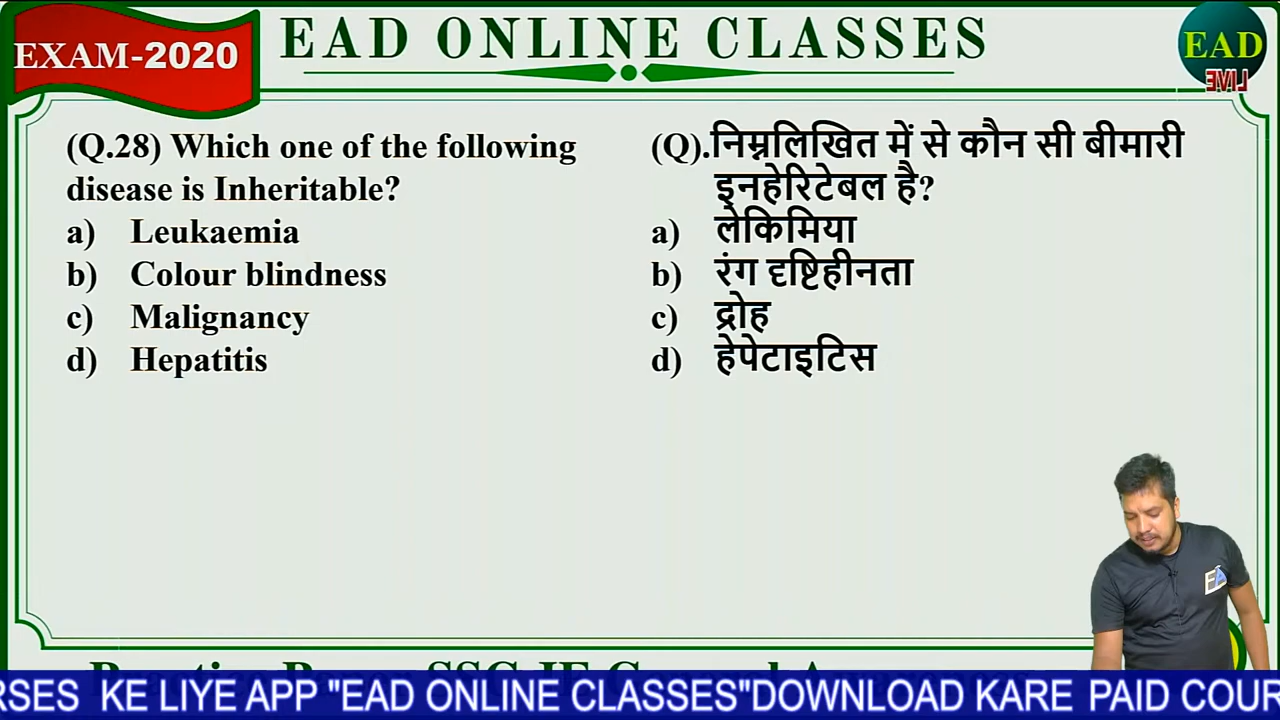 EXAM-2020
EAD ONLINE CLASSES
EAD
LIVE
(Q.28) Which one of the following
disease is Inheritable?
a) Leukaemia
b) Colour blindness
c) Malignancy
d) Hepatitis
(Q).निम्नलिखित में से कौन सी बीमारी
इनहेरिटेबल है?
a) लेकिमिया
b) रंग दृष्टिहीनता
c) द्रोह
d) हेपेटाइटिस
RSES KE LIYE APP "EAD ONLINE CLASSES"DOWNLOAD KARE PAID COUR